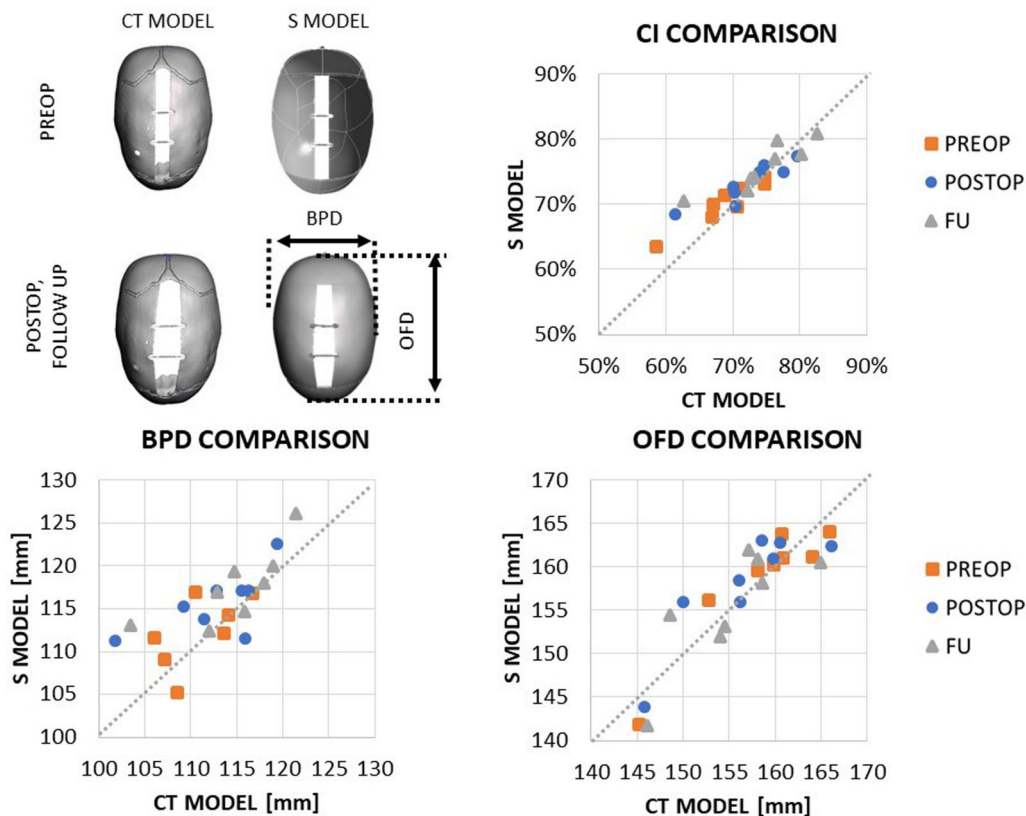 CT MODEL
S MODEL
PREOP
BPD
POSTOP,
FOLLOW UP
OFD
CI COMPARISON
90%
80%
70%
60%
50%
S MODEL
50%
60%
70%
80%
90%
CT MODEL
PREOP
POSTOP
FU
BPD COMPARISON
130
125
120
115
110
105
100
S MODEL [mm]
100
105
110
115
120
125
130
CT MODEL [mm]
OFD COMPARISON
170
165
160
155
150
145
140
S MODEL [mm]
140
145
150
155
160
165
170
CT MODEL [mm]
PREOP
POSTOP
FU